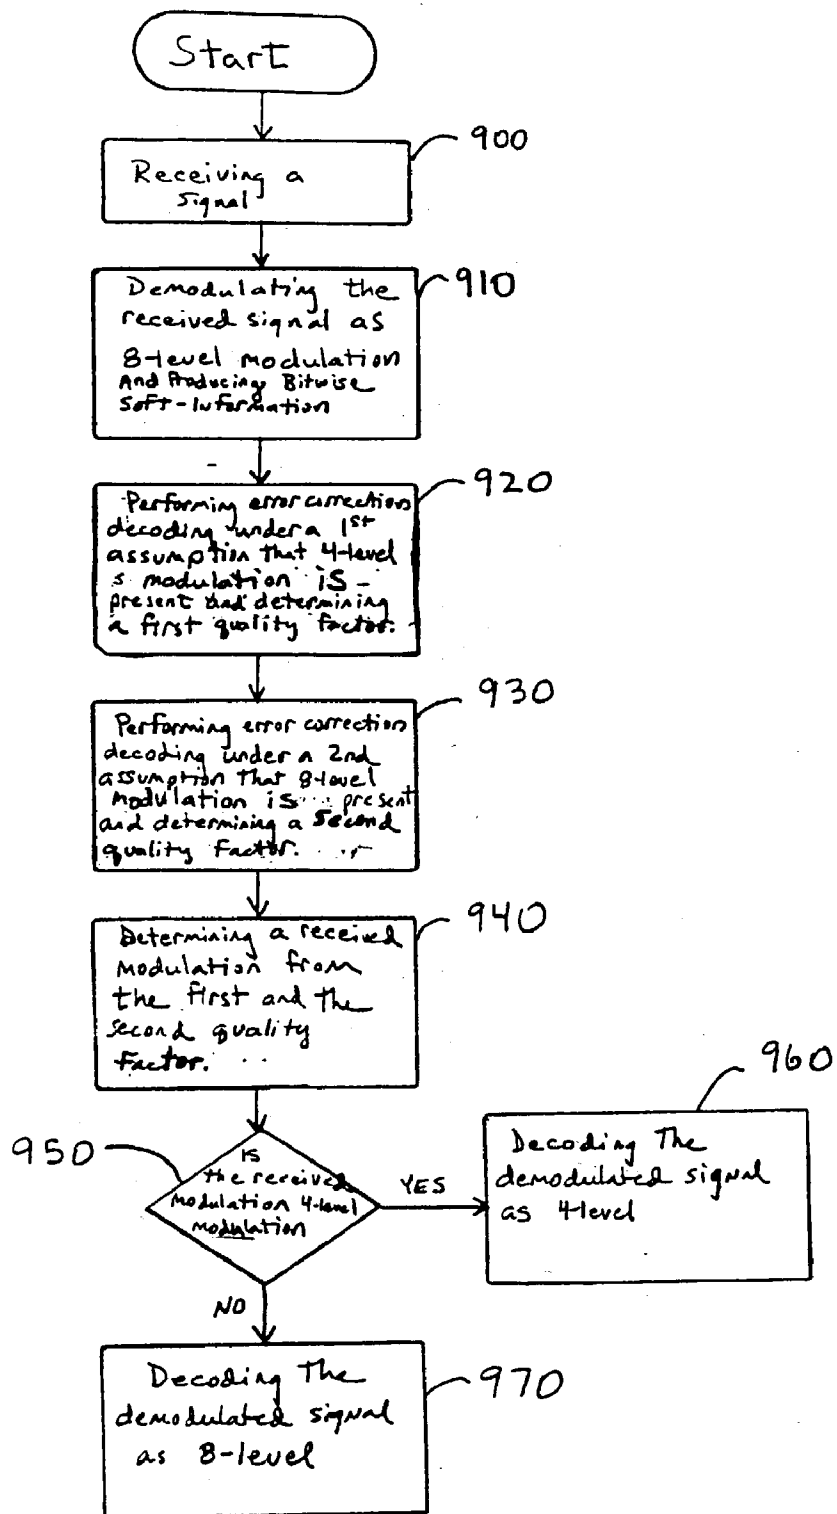 Start
900
Receiving a
signal
910
Demodulating the
received signal as
8-level modulation
And Producing Bitwise
Soft-Information
920
Performing error correction
decoding under a 1st
assumption that 4-level
s modulation is
present and determining
a first quality factor.
930
Performing error correction
decoding under a 2nd
assumption that 8-level
modulation is present
and determining a second
quality factor.
940
Determining a received
modulation from
the first and the
second quality
factor.
950
is
the received
modulation 4-level
modulation
YES
960
Decoding The
demodulated signal
as 4-level
NO
970
Decoding The
demodulated signal
as 8-level